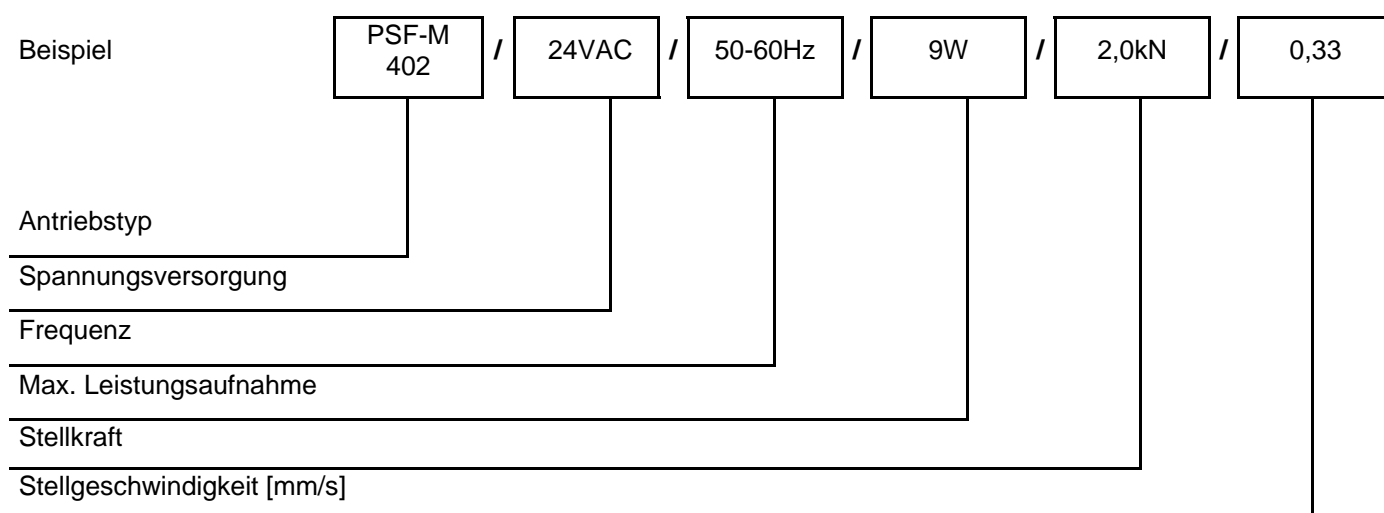 Beispiel PSF-M 402 / 24VAC / 50-60Hz / 9W / 2,0kN / 0,33
Antriebstyp
Spannungsversorgung
Frequenz
Max. Leistungsaufnahme
Stellkraft
Stellgeschwindigkeit [mm/s]